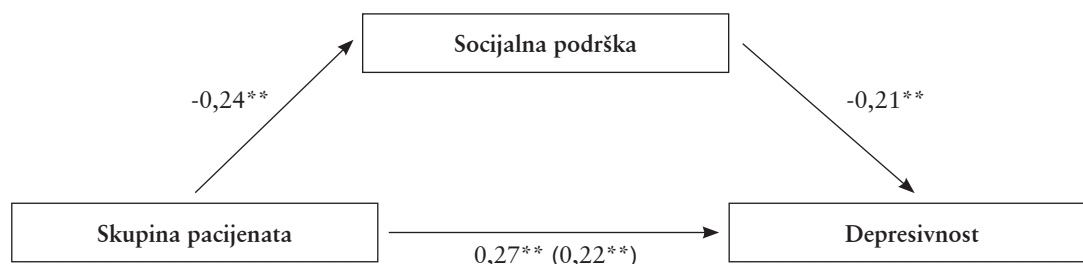 Socijalna podrška
-0,24**
-0,21**
Skupina pacijenata
0,27** (0,22**)
Depresivnost